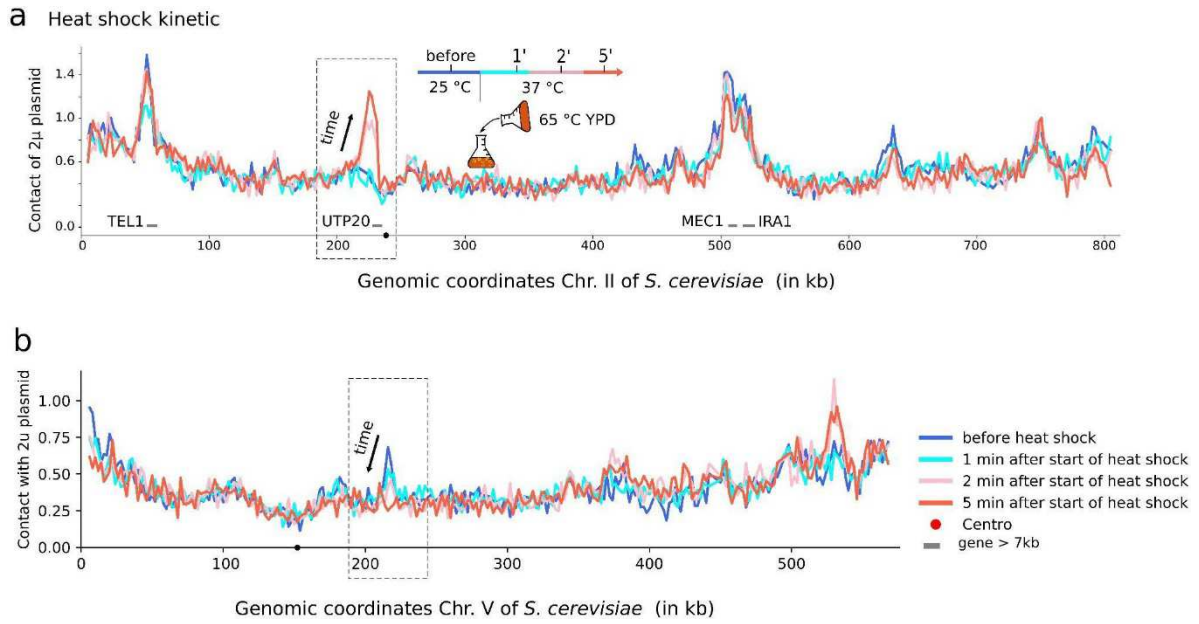 a Heat shock kinetic
Contact of 2µ plasmid
1.4
1.0
0.6
0.0
before 1' 2' 5'
25 °C 37 °C
65 °C YPD
time
TEL1 UTP20 MEC1 IRA1
0 100 200 300 400 500 600 700 800
Genomic coordinates Chr. II of S. cerevisiae (in kb)
b
Contact with 2u plasmid
1.00
0.75
0.50
0.25
0.00
time
0 100 200 300 400 500
Genomic coordinates Chr. V of S. cerevisiae (in kb)
before heat shock
1 min after start of heat shock
2 min after start of heat shock
5 min after start of heat shock
Centro
gene > 7kb